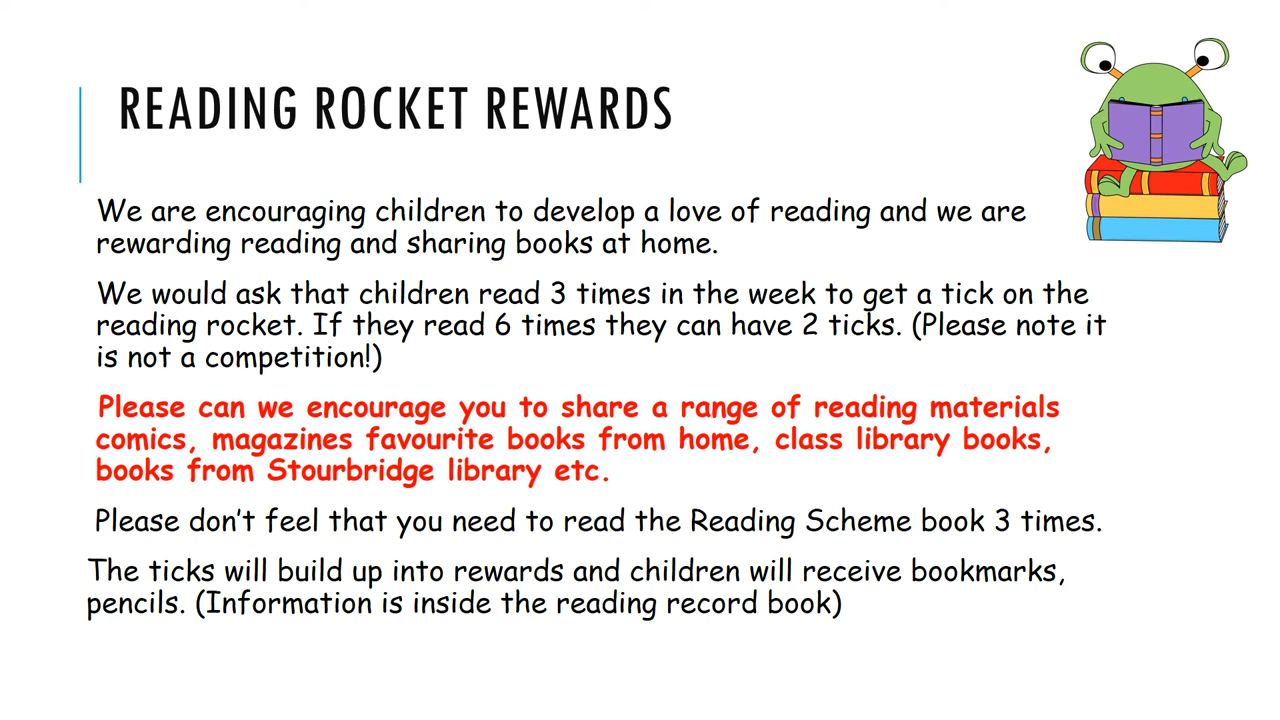 READING ROCKET REWARDS
We are encouraging children to develop a love of reading and we are
rewarding reading and sharing books at home.
We would ask that children read 3 times in the week to get a tick on the
reading rocket. If they read 6 times they can have 2 ticks. (Please note it
is not a competition!)
Please can we encourage you to share a range of reading materials
comics, magazines favourite books from home, class library books,
books from Stourbridge library etc.
Please don't feel that you need to read the Reading Scheme book 3 times.
The ticks will build up into rewards and children will receive bookmarks,
pencils. (Information is inside the reading record book)